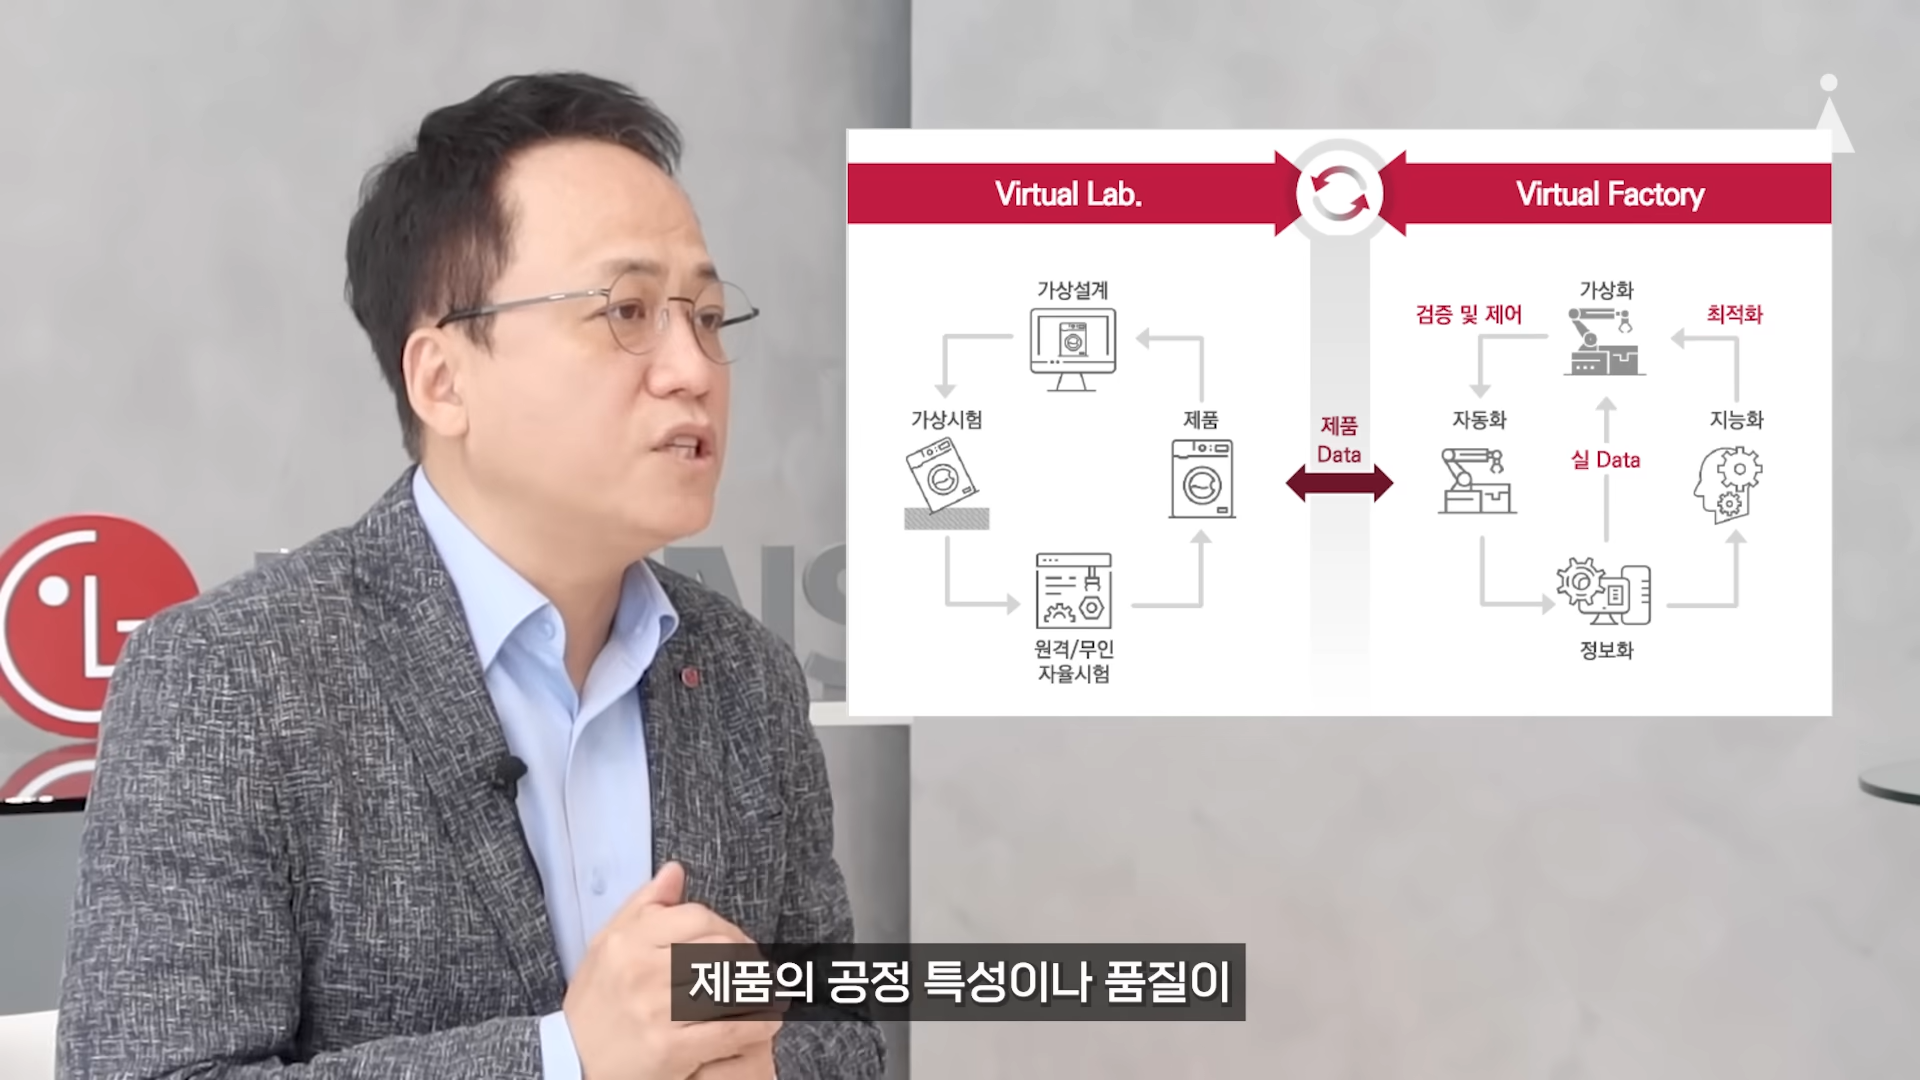 Virtual Lab.
Virtual Factory
가상설계
가상시험
제품
원격/무인
자율시험
제품
Data
가상화
검증 및 제어
최적화
자동화
지능화
실 Data
정보화
LG
제품의 공정 특성이나 품질이